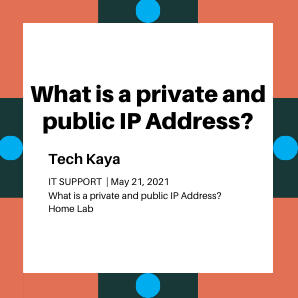 What is a private and
public IP Address?
Tech Kaya
IT SUPPORT | May 21, 2021
What is a private and public IP Address?
Home Lab